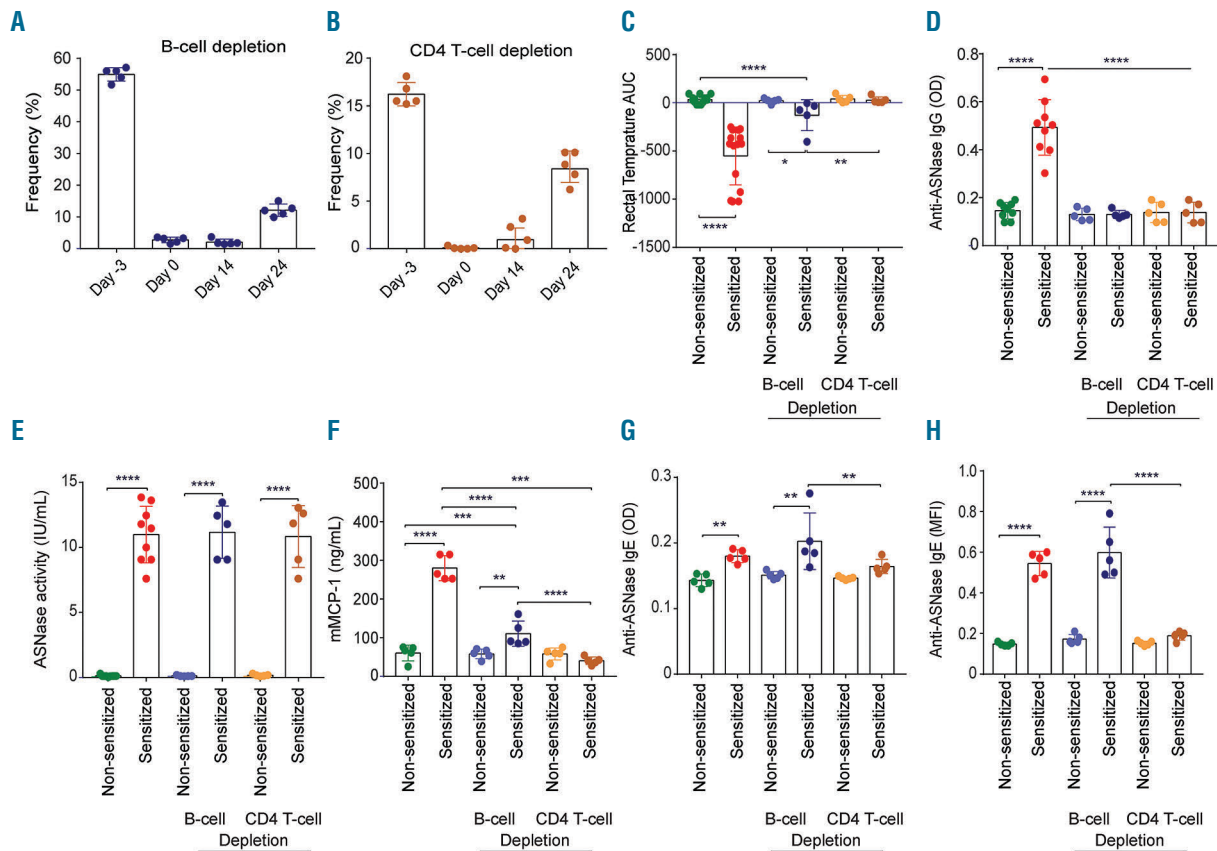 A
B-cell depletion
Frequency (%)
60
50
40
30
20
10
0
Day -3
Day 0
Day 14
Day 24
B
CD4 T-cell depletion
Frequency (%)
20
15
10
5
0
Day -3
Day 0
Day 14
Day 24
C
Rectal Temprature AUC
500
0
-500
-1000
-1500
****
*
**
****
Non-sensitized
Sensitized
Non-sensitized
Sensitized
Non-sensitized
Sensitized
B-cell CD4 T-cell
Depletion
D
Anti-ASNase IgG (OD)
0.8
0.6
0.4
0.2
0.0
****
****
Non-sensitized
Sensitized
Non-sensitized
Sensitized
Non-sensitized
Sensitized
B-cell CD4 T-cell
Depletion
E
ASNase activity (IU/mL)
15
10
5
0
****
****
****
Non-sensitized
Sensitized
Non-sensitized
Sensitized
Non-sensitized
Sensitized
B-cell CD4 T-cell
Depletion
F
mMCP-1 (ng/mL)
500
400
300
200
100
0
***
****
***
****
**
****
Non-sensitized
Sensitized
Non-sensitized
Sensitized
Non-sensitized
Sensitized
B-cell CD4 T-cell
Depletion
G
Anti-ASNase IgE (OD)
0.3
0.2
0.1
**
**
**
Non-sensitized
Sensitized
Non-sensitized
Sensitized
Non-sensitized
Sensitized
B-cell CD4 T-cell
Depletion
H
Anti-ASNase IgE (MFI)
1.0
0.8
0.6
0.4
0.2
0.0
****
****
****
Non-sensitized
Sensitized
Non-sensitized
Sensitized
Non-sensitized
Sensitized
B-cell CD4 T-cell
Depletion